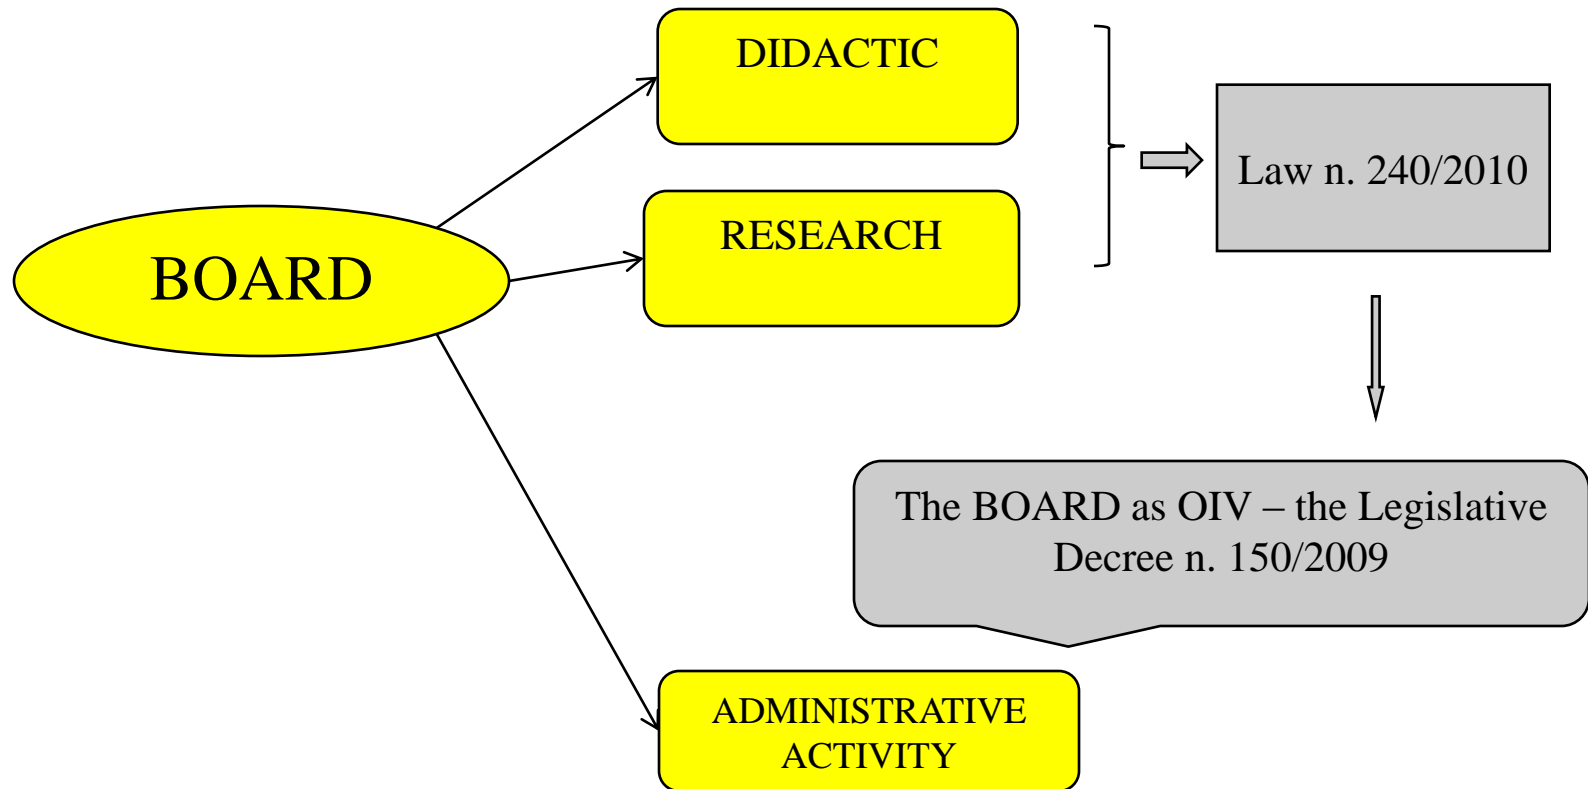 DIDACTIC
Law n. 240/2010
RESEARCH
BOARD
The BOARD as OIV – the Legislative
Decree n. 150/2009
ADMINISTRATIVE
ACTIVITY